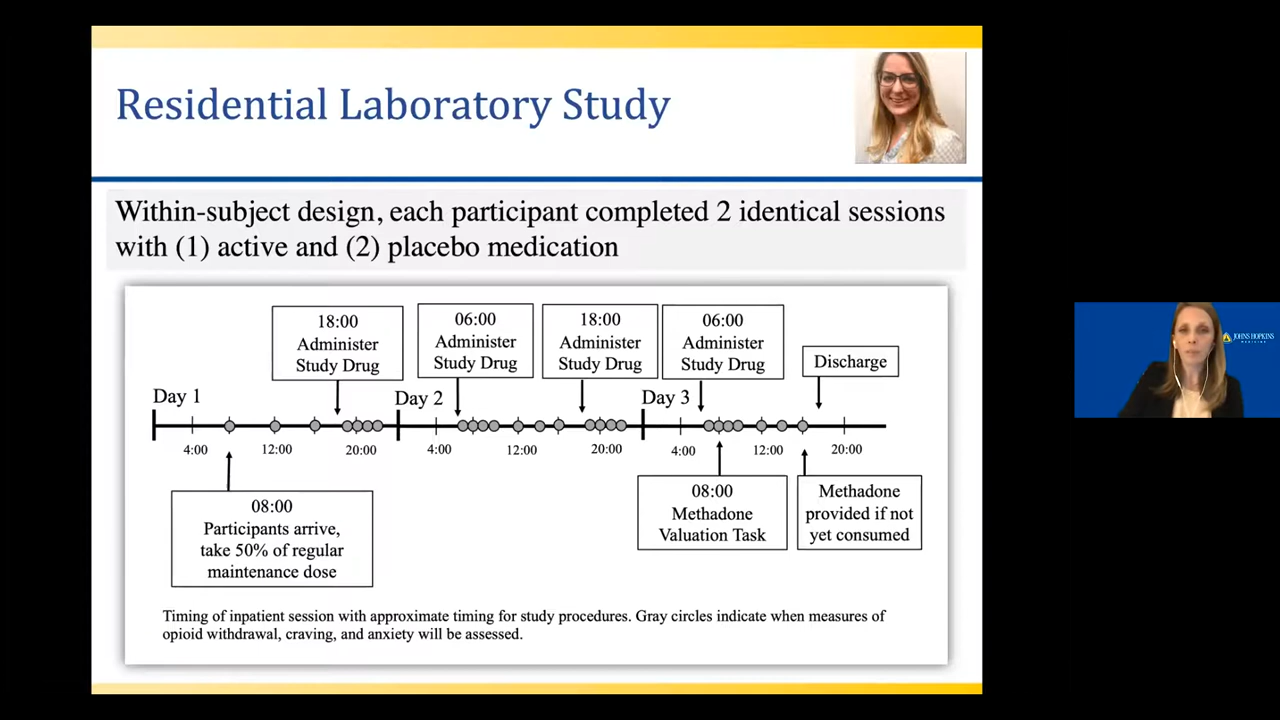 Residential Laboratory Study
Within-subject design, each participant completed 2 identical sessions
with (1) active and (2) placebo medication
18:00
Administer
Study Drug
06:00
Administer
Study Drug
18:00
Administer
Study Drug
06:00
Administer
Study Drug
Discharge
Day 1
Day 2
Day 3
4:00
12:00
20:00
4:00
12:00
20:00
4:00
12:00
20:00
08:00
Participants arrive,
take 50% of regular
maintenance dose
08:00
Methadone
Valuation Task
Methadone
provided if not
yet consumed
Timing of inpatient session with approximate timing for study procedures. Gray circles indicate when measures of
opioid withdrawal, craving, and anxiety will be assessed.
JOHNS HOPKINS
MEDICINE